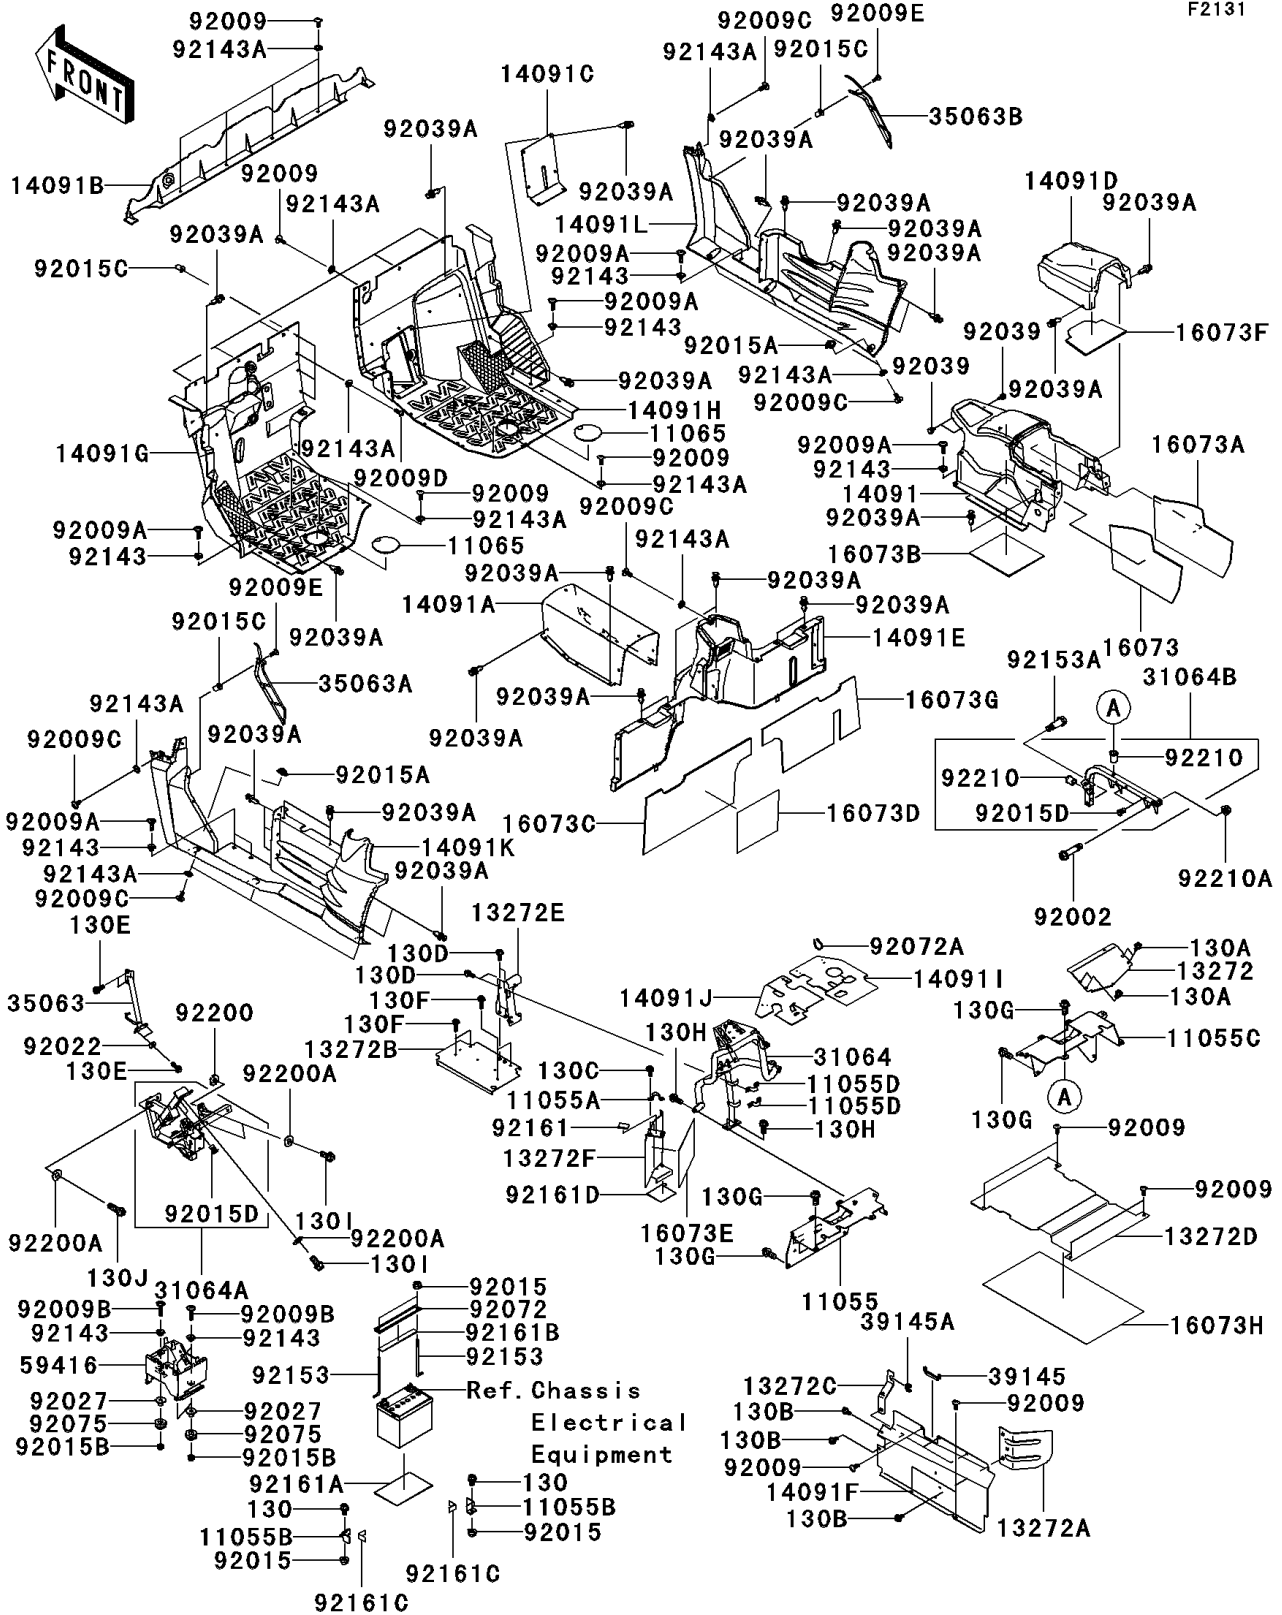 F2131
FRONT
92009
92143A
14091B
14091C
92039A
92009
92143A
92039A
92015C
92039A
92009C
92143A
92009E
92015C
35063B
92039A
14091L
92039A
92039A
92039A
92009A
92143
92009A
92143
92015A
92143A
92009C
92039A
14091H
11065
92009
92143A
14091D
92039A
92039
16073F
92039
92039A
92009A
92143
14091
92039A
16073B
16073A
16073
14091G
92143A
92009D
92009
92143A
11065
92009A
92143
92009E
92015C
92039A
92009C
92143A
92039A
14091A
92039A
92039A
14091E
92039A
92039A
16073G
16073C
16073D
35063A
92143A
92009C
92039A
92015A
92039A
14091K
92009A
92143
92143A
92009C
92039A
92153A
31064B
A
92210
92210
92015D
92210A
92002
130E
35063
92022
130E
92200
92200A
13272E
130D
130D
130F
130F
13272B
92072A
14091I
14091J
130H
31064
11055D
11055D
130H
130C
11055A
92161
13272F
92161D
16073E
130G
130G
11055
130A
13272
130A
130G
11055C
130G
A
92009
92009
13272D
16073H
92015D
130I
92200A
130I
92200A
130J
31064A
92009B
92143
59416
92027
92075
92015B
92009B
92143
92027
92075
92015B
92015
92072
92161B
92153
92153
Ref. Chassis
Electrical
Equipment
92161A
130
11055B
92015
92161C
130
11055B
92015
92161C
39145A
39145
13272C
130B
130B
92009
92009
14091F
130B
13272A